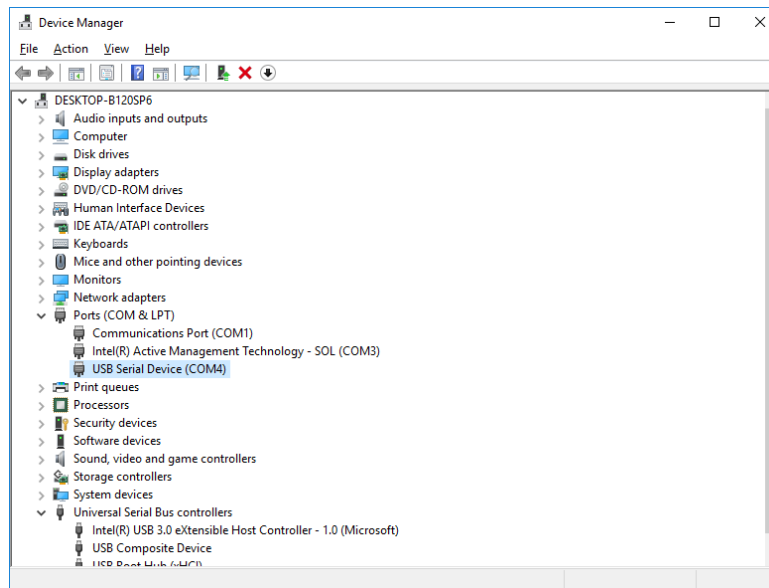 Device Manager
File Action View Help
DESKTOP-B120SP6
Audio inputs and outputs
Computer
Disk drives
Display adapters
DVD/CD-ROM drives
Human Interface Devices
IDE ATA/ATAPI controllers
Keyboards
Mice and other pointing devices
Monitors
Network adapters
Ports (COM & LPT)
Communications Port (COM1)
Intel(R) Active Management Technology - SOL (COM3)
USB Serial Device (COM4)
Print queues
Processors
Security devices
Software devices
Sound, video and game controllers
Storage controllers
System devices
Universal Serial Bus controllers
Intel(R) USB 3.0 eXtensible Host Controller - 1.0 (Microsoft)
USB Composite Device
USB Root Hub (xHCI)